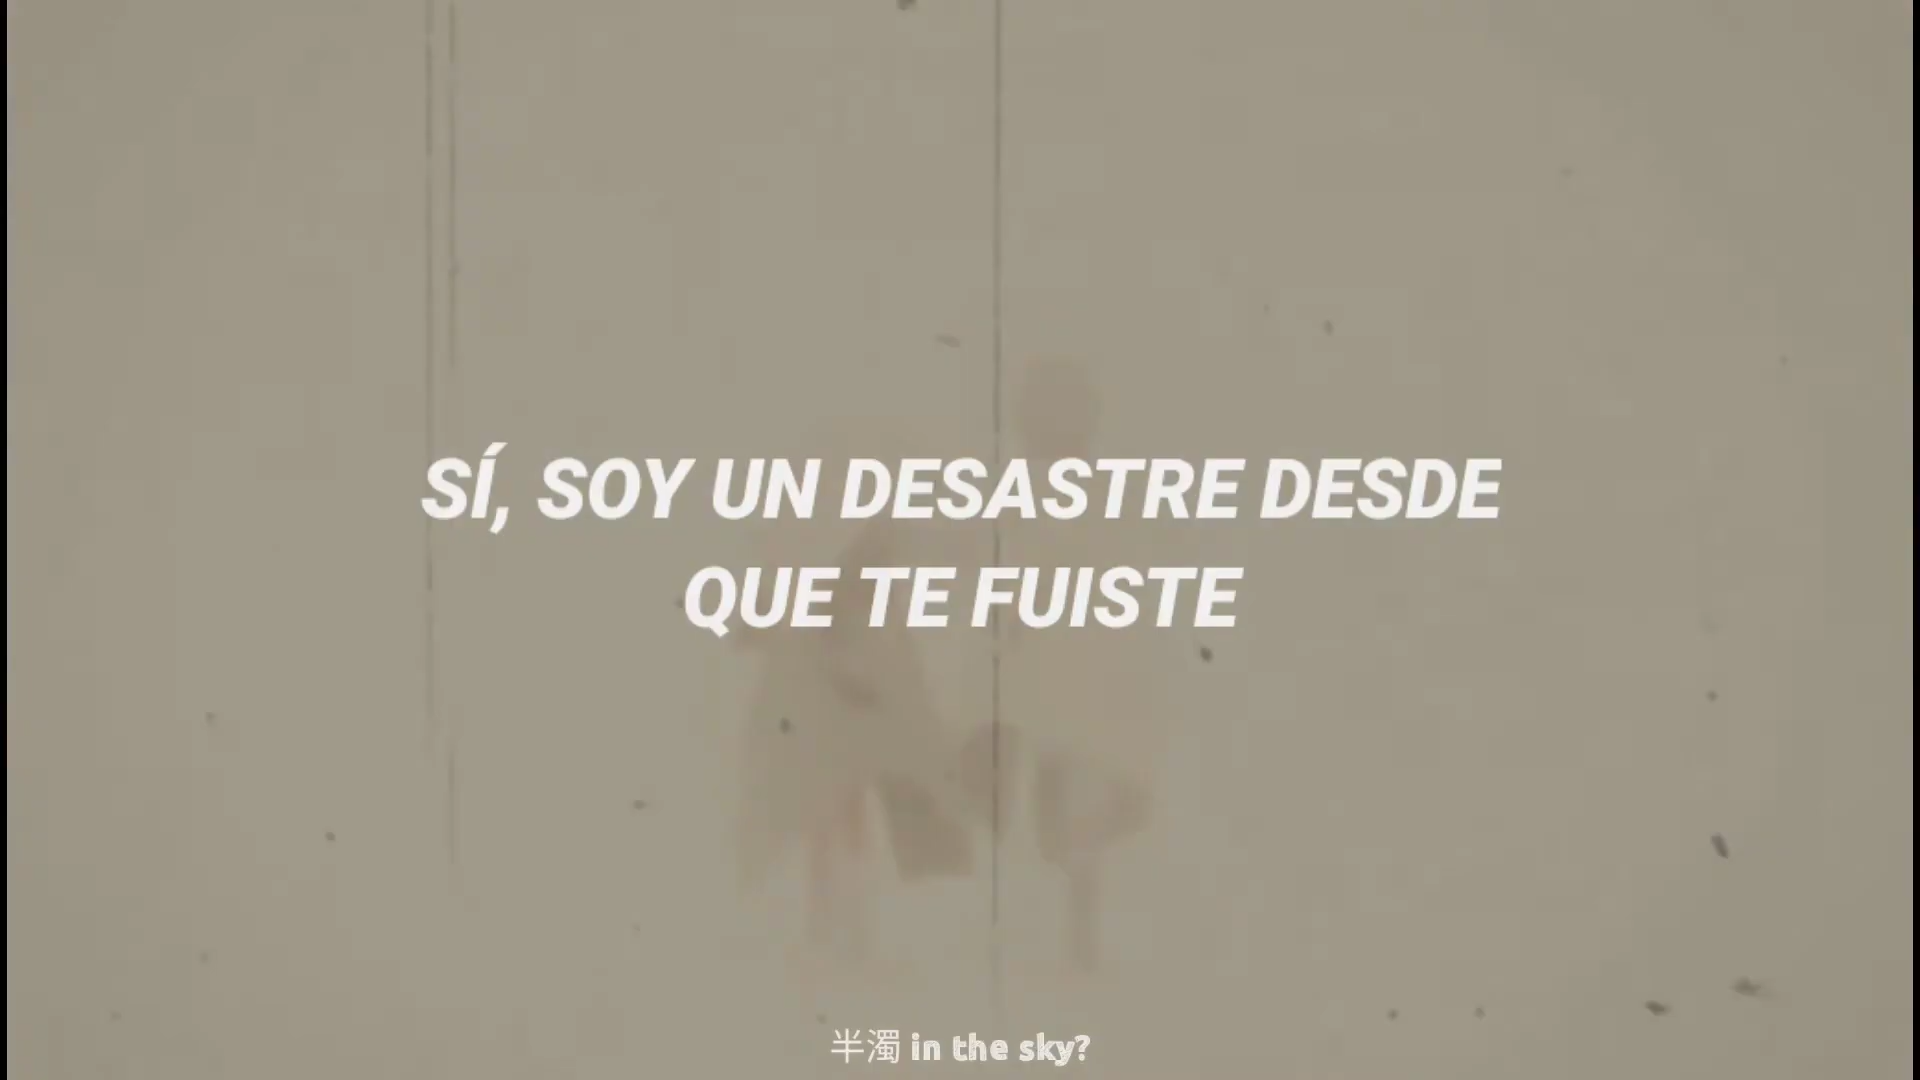 SÍ, SOY UN DESASTRE DESDE
QUE TE FUISTE
半濁 in the sky?